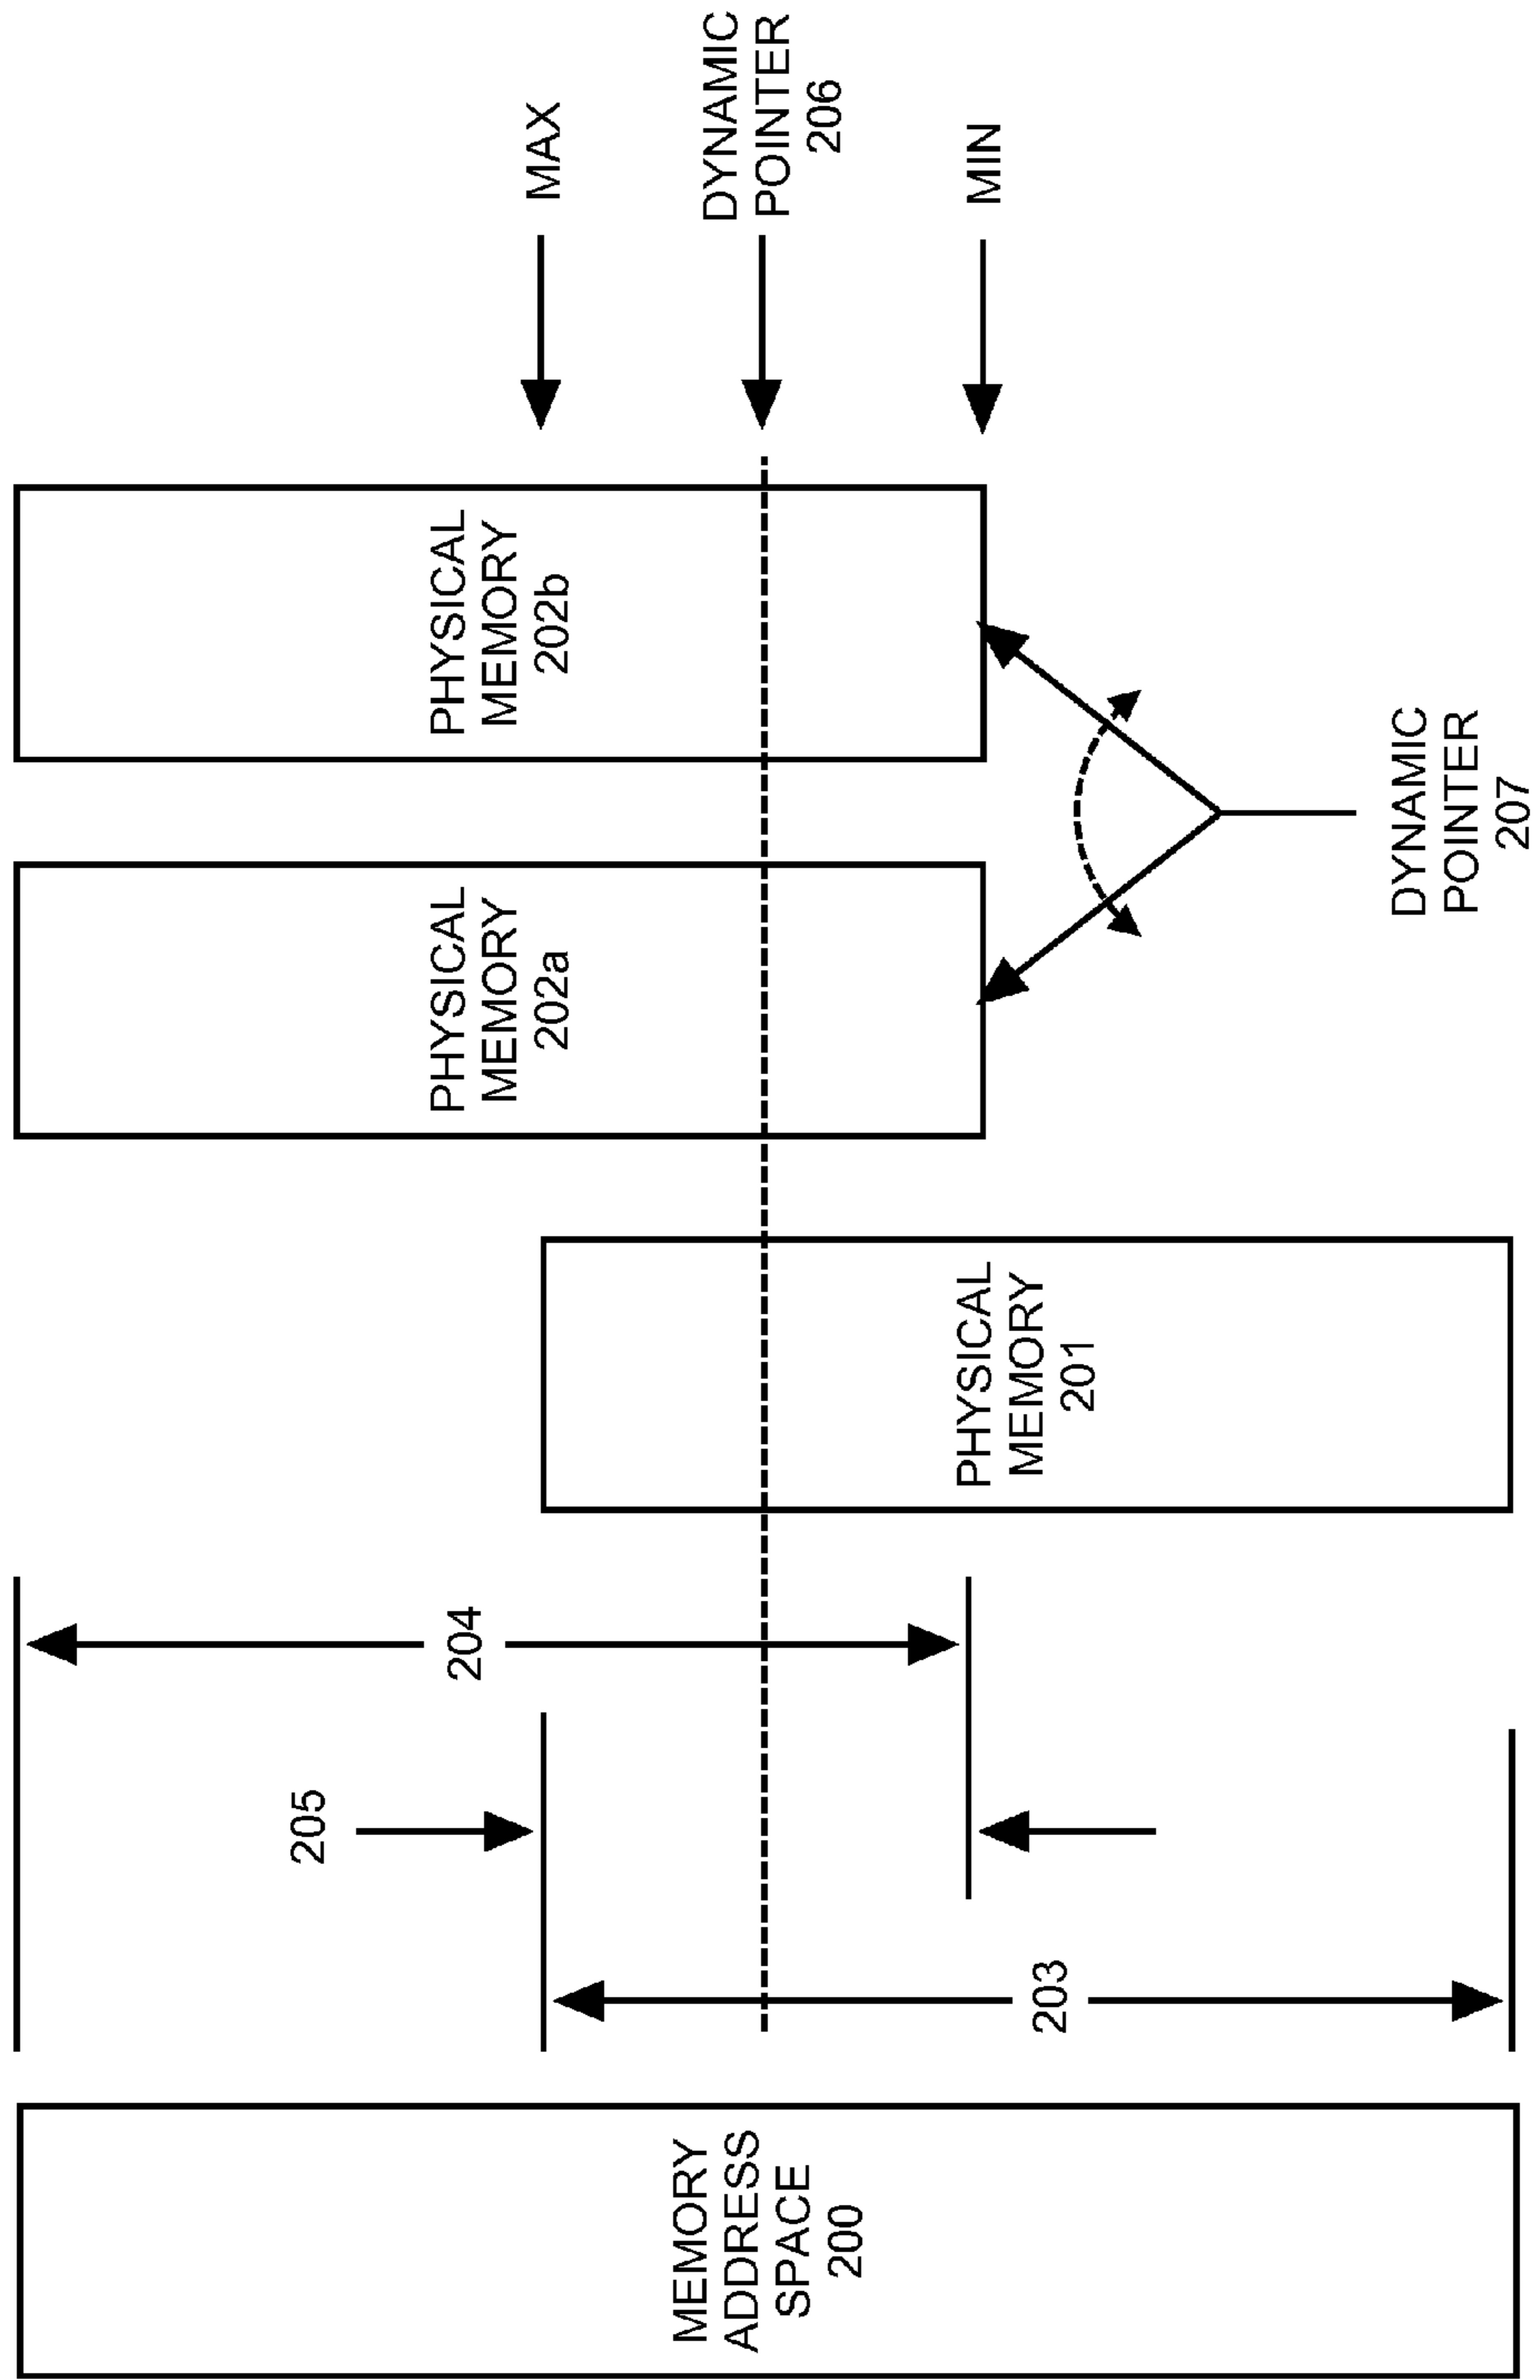 MEMORY
ADDRESS
SPACE
200
203
205
204
PHYSICAL
MEMORY
201
PHYSICAL
MEMORY
202a
PHYSICAL
MEMORY
202b
DYNAMIC
POINTER
207
MAX
DYNAMIC
POINTER
206
MIN